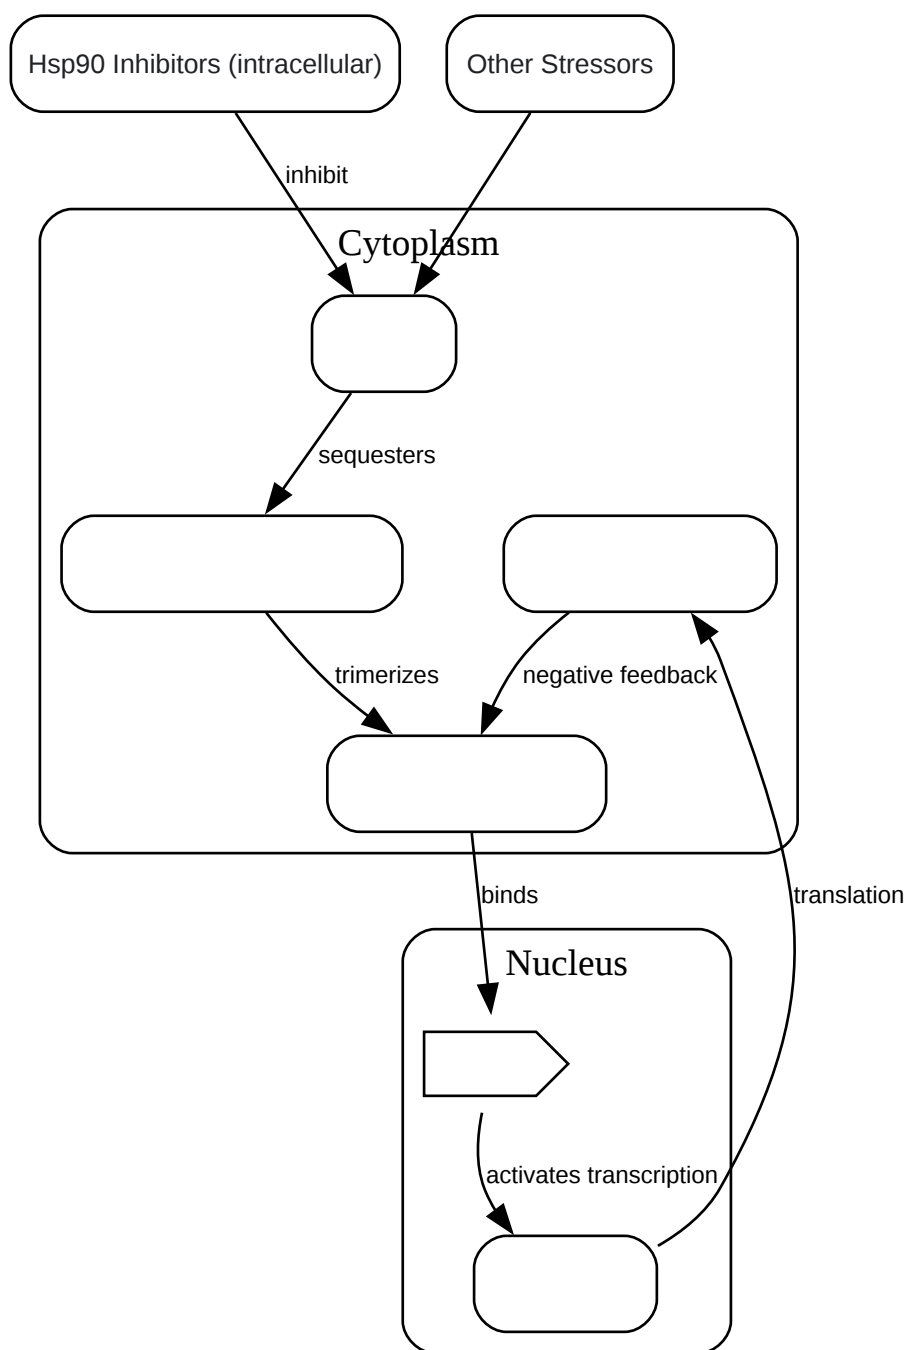 Hsp90 Inhibitors (intracellular)
Other Stressors
inhibit
Cytoplasm
sequesters
trimerizes
negative feedback
binds
translation
Nucleus
activates transcription